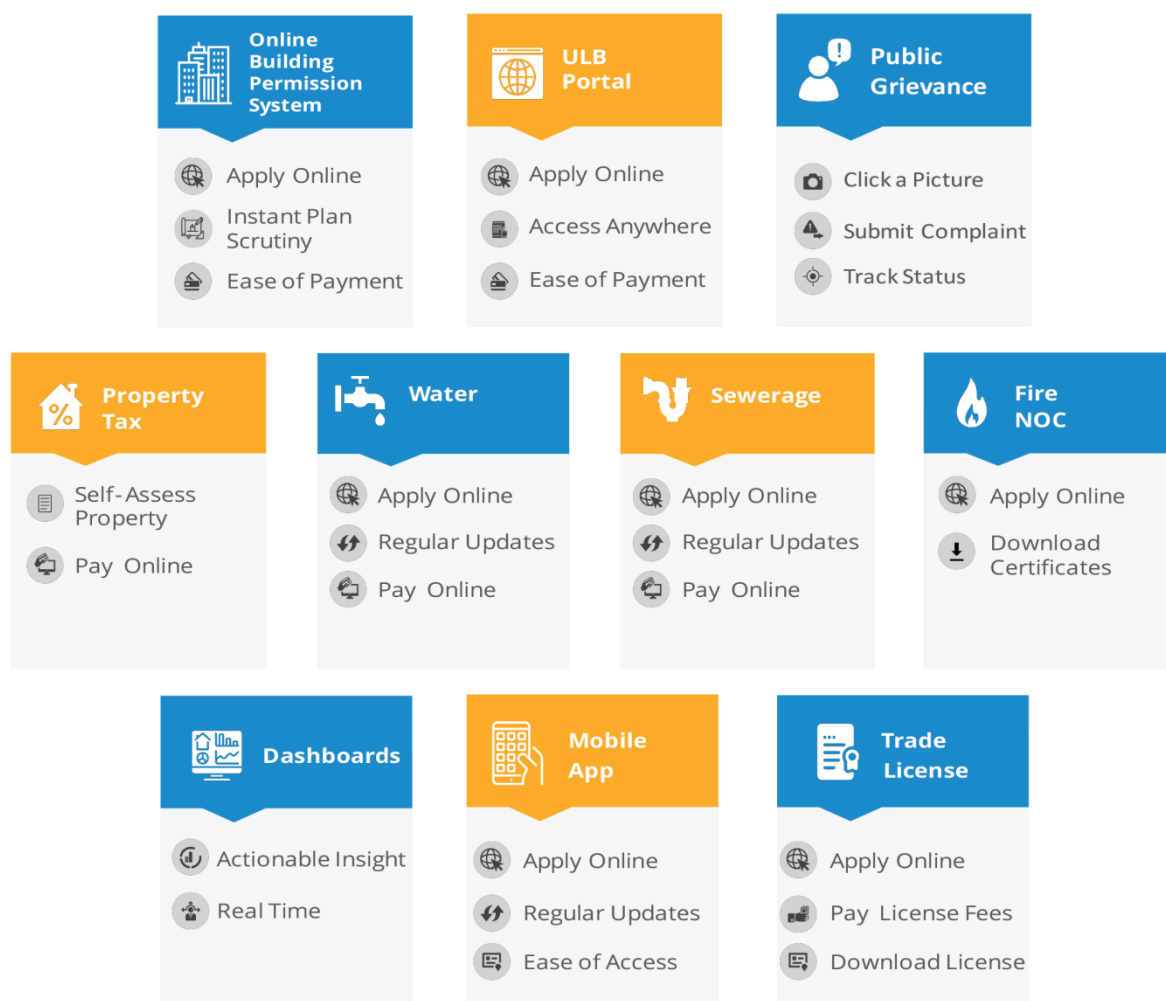 Online
Building
Permission
System
Apply Online
Instant Plan
Scrutiny
Ease of Payment
ULB
Portal
Apply Online
Access Anywhere
Ease of Payment
Public
Grievance
Click a Picture
Submit Complaint
Track Status
Property
Tax
Self-Assess
Property
Pay Online
Water
Apply Online
Regular Updates
Pay Online
Sewerage
Apply Online
Regular Updates
Pay Online
Fire
NOC
Apply Online
Download
Certificates
Dashboards
Actionable Insight
Real Time
Mobile
App
Apply Online
Regular Updates
Ease of Access
Trade
License
Apply Online
Pay License Fees
Download License